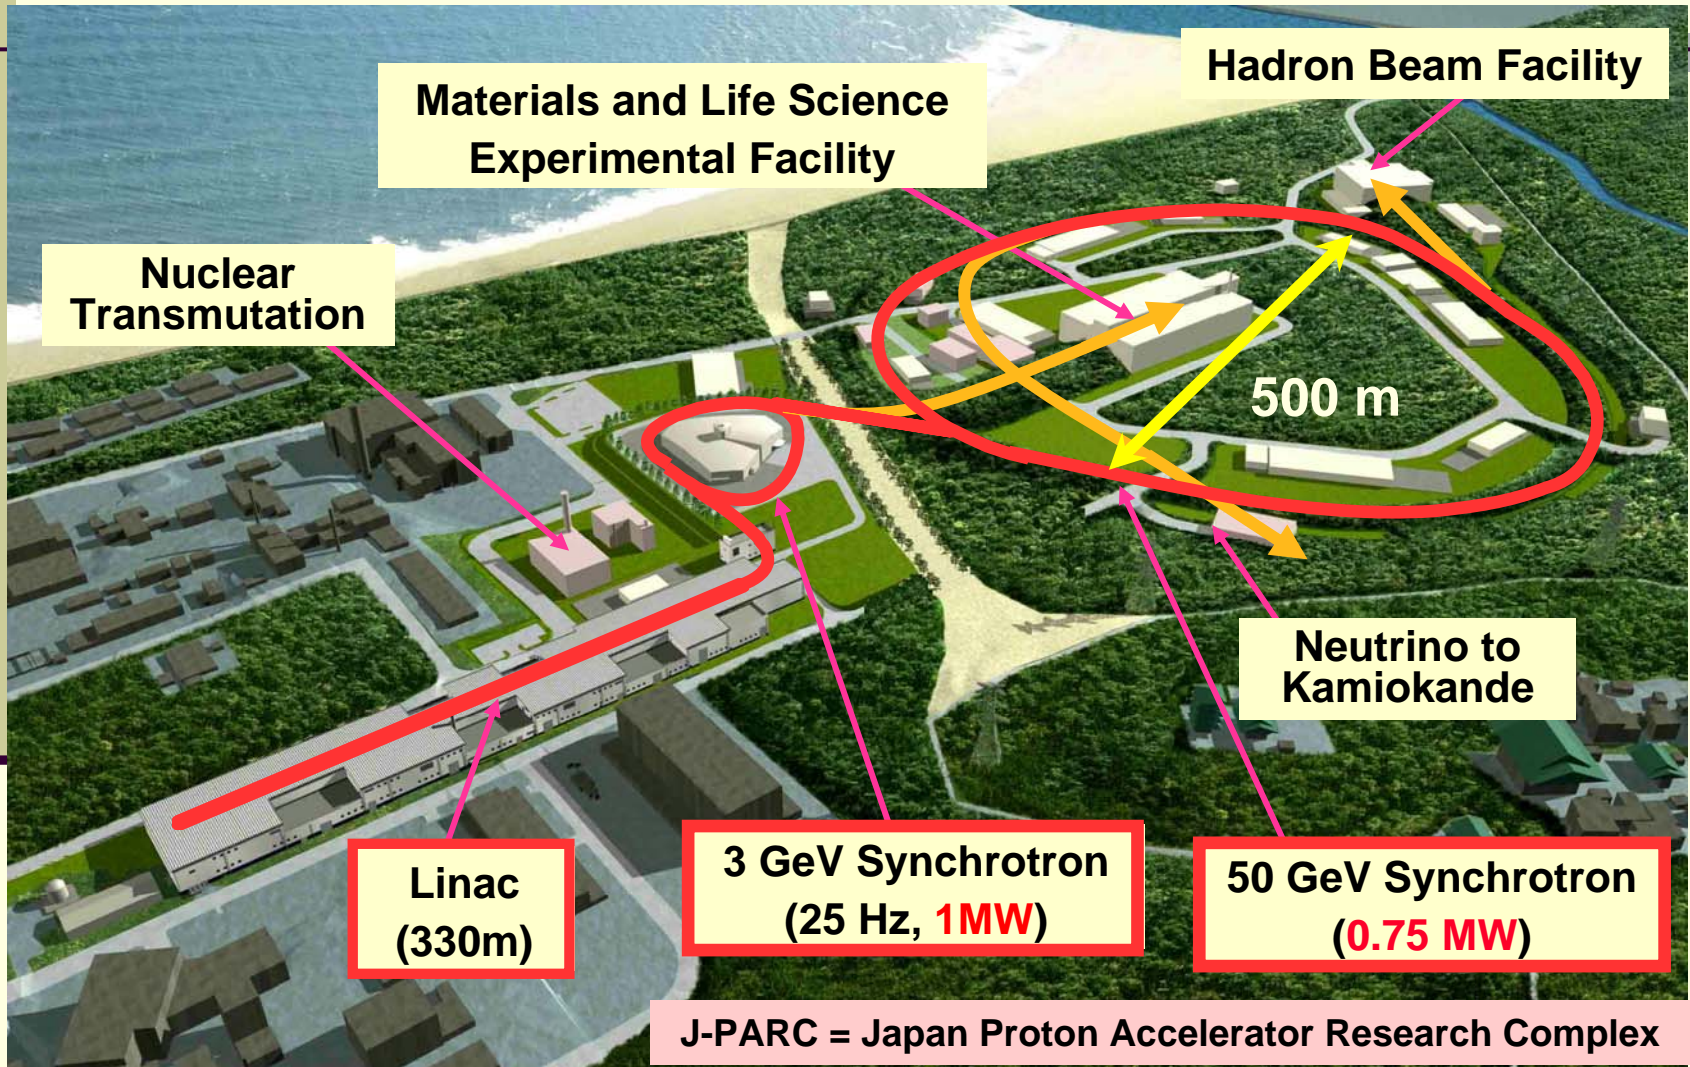 Hadron Beam Facility
Materials and Life Science
Experimental Facility
Nuclear
Transmutation
500 m
Neutrino to
Kamiokande
Linac
(330m)
3 GeV Synchrotron
(25 Hz, 1MW)
50 GeV Synchrotron
(0.75 MW)
J-PARC = Japan Proton Accelerator Research Complex